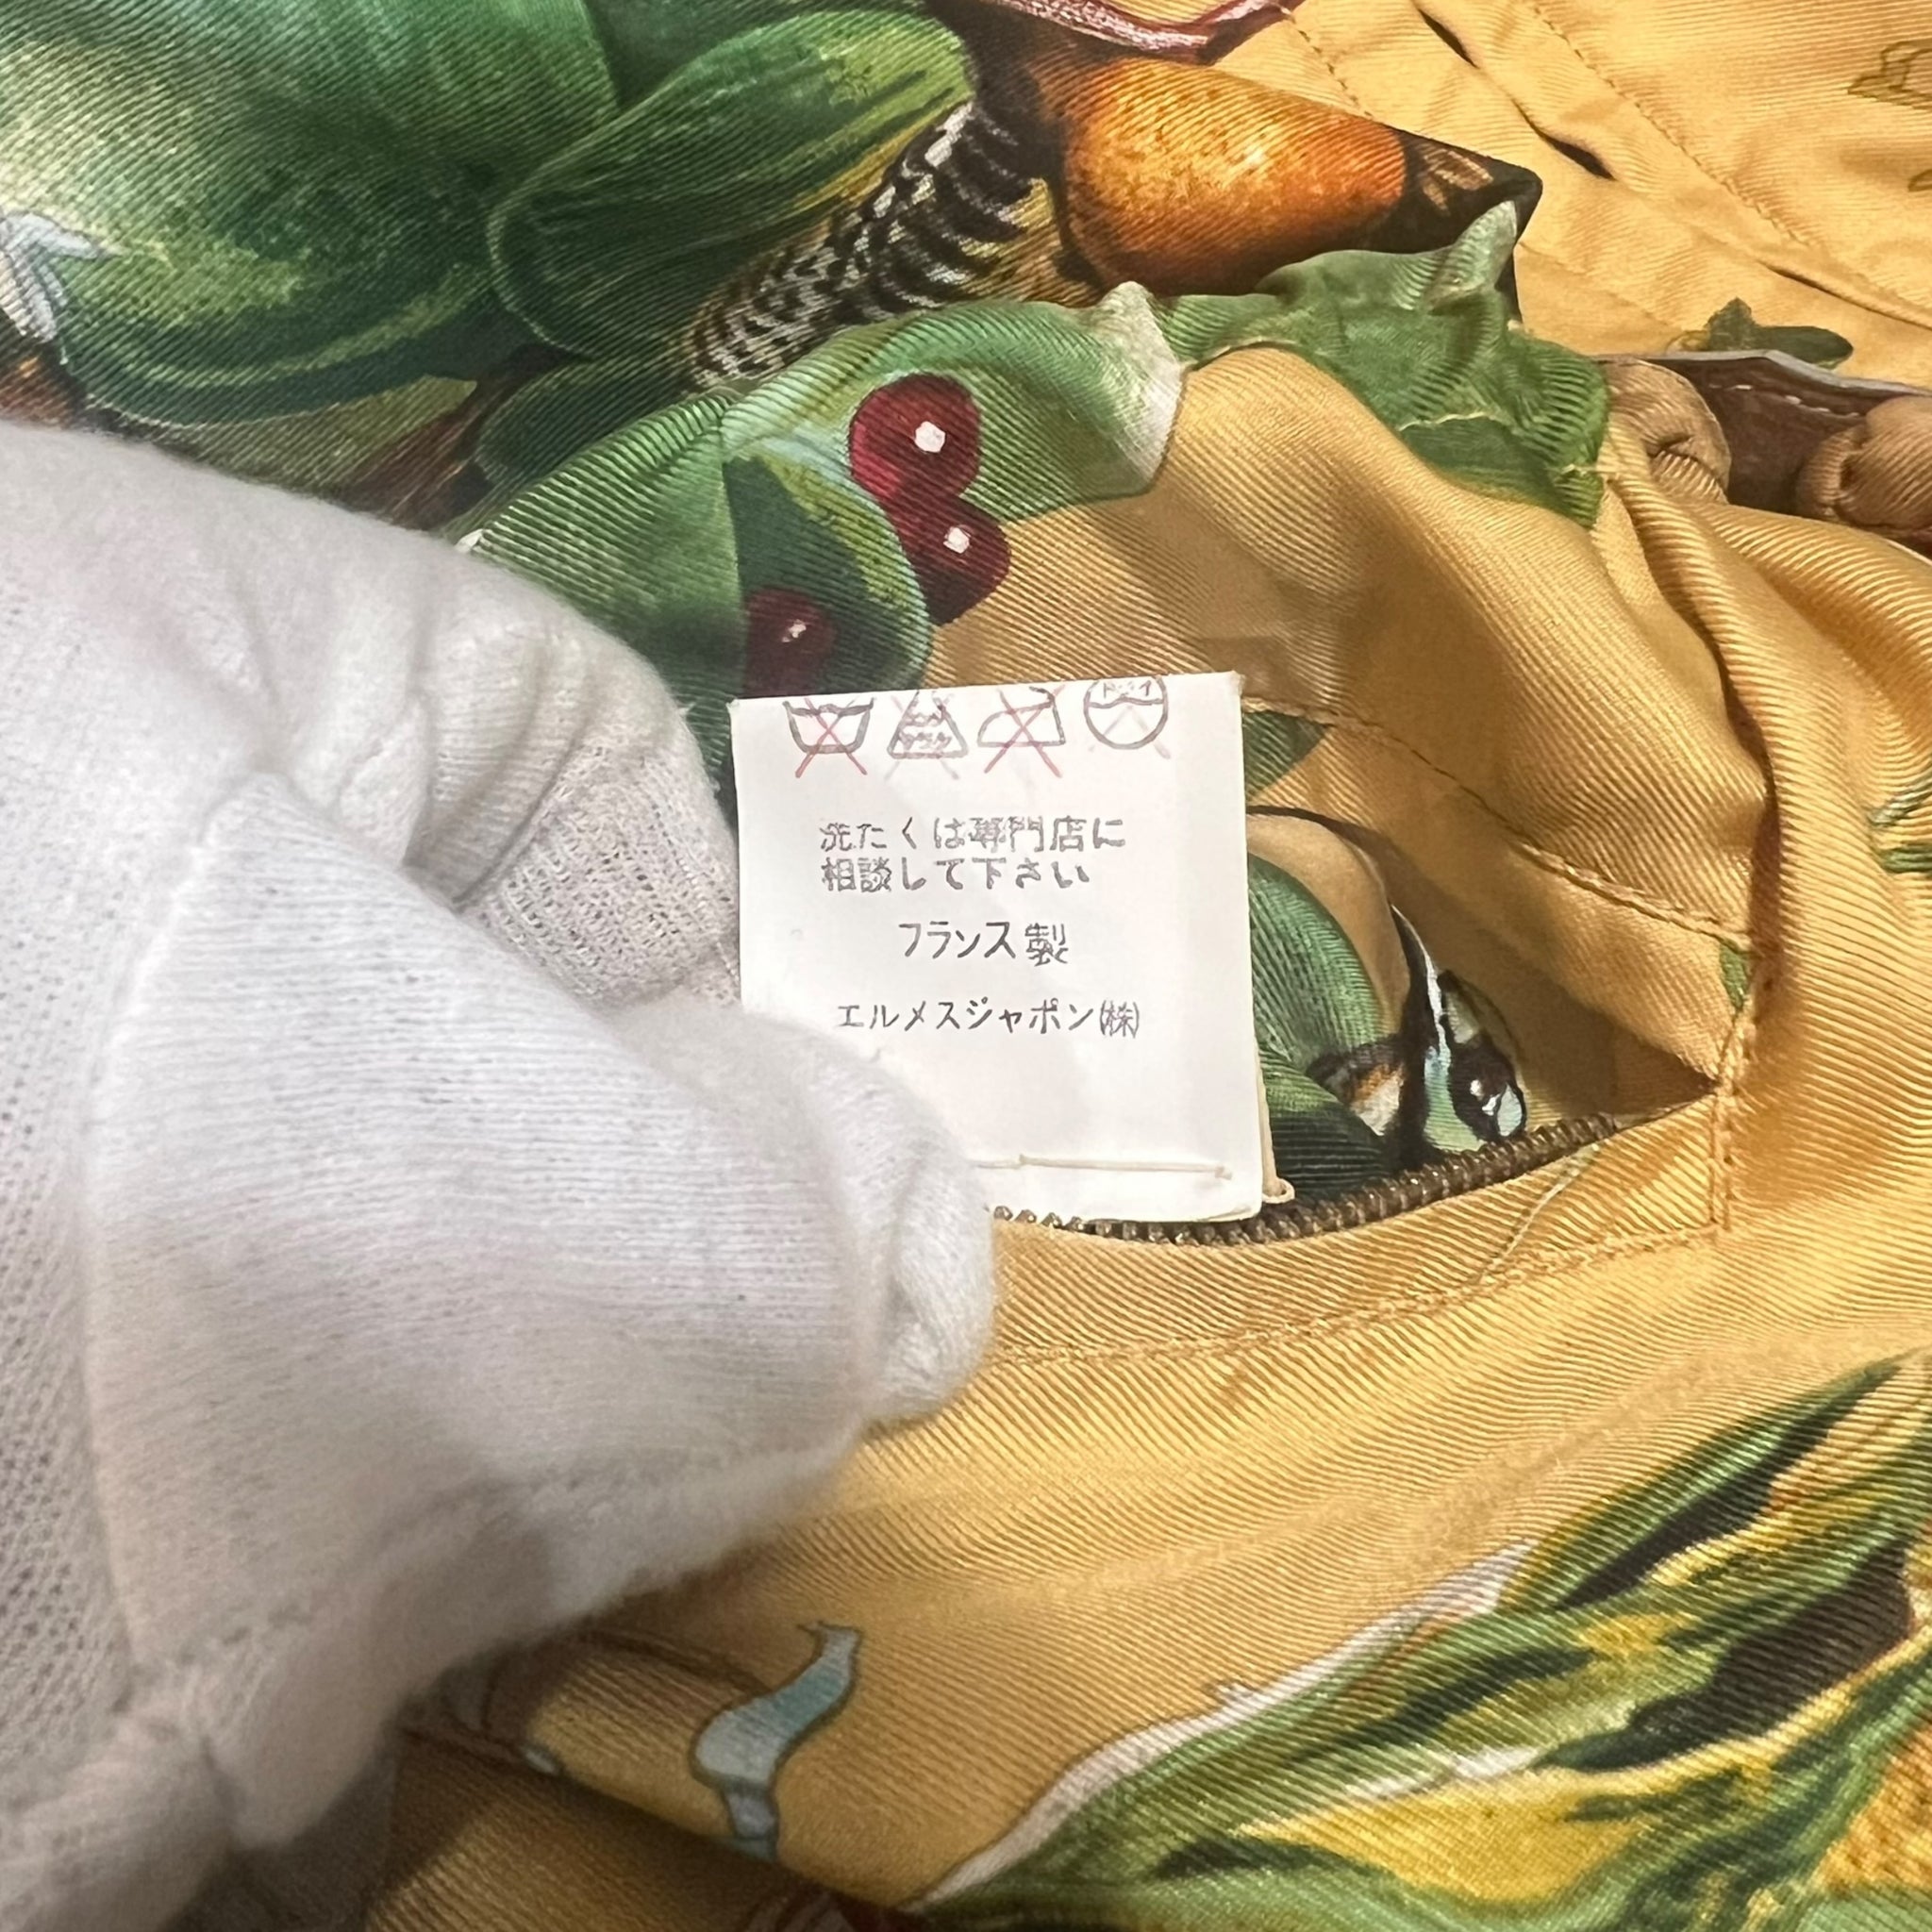 洗たくは専門店に
相談して下さい
フランス製
エルメスジャポン㈱